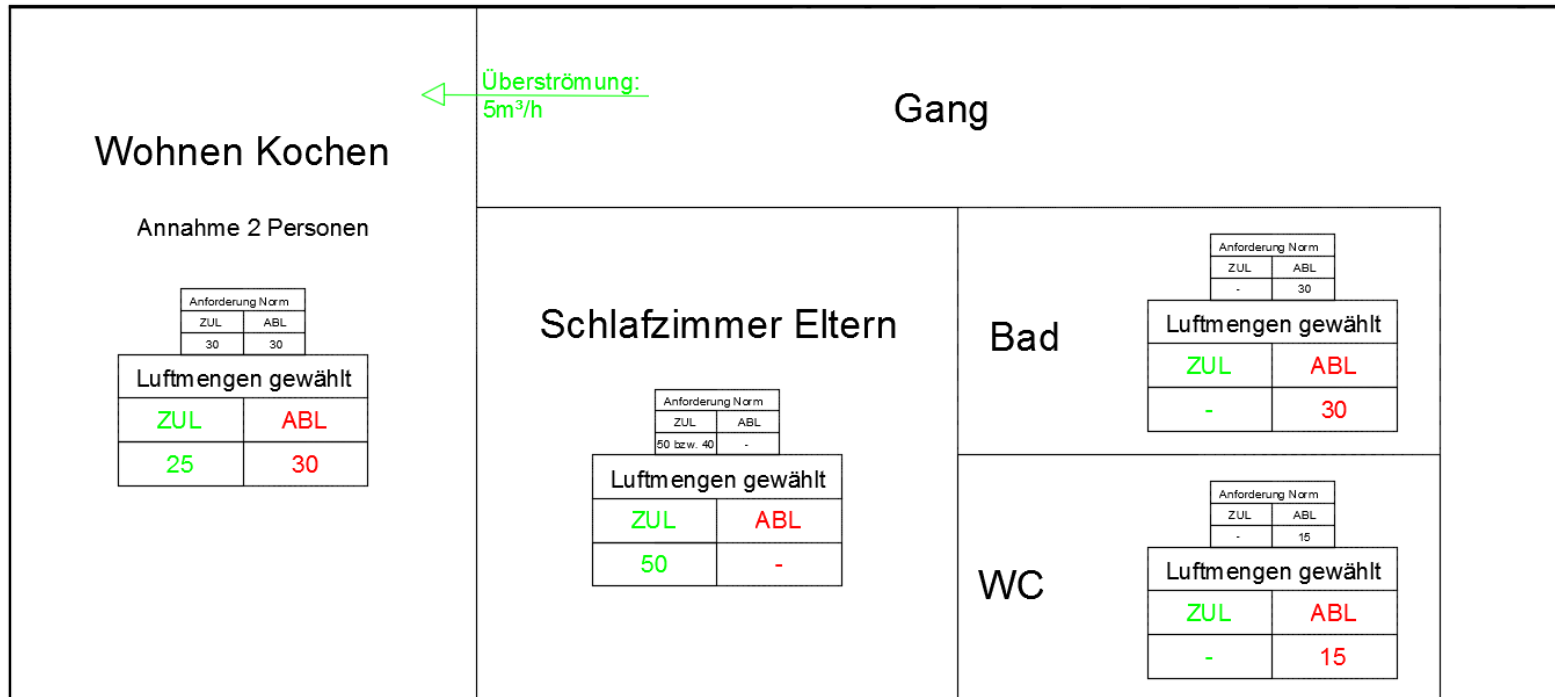 Überströmung:
5m³/h
Gang
Wohnen Kochen
Annahme 2 Personen
Anforderung Norm
ZUL ABL
30 30
Luftmengen gewählt
ZUL ABL
25 30
Schlafzimmer Eltern
Anforderung Norm
ZUL ABL
50 bzw. 40 -
Luftmengen gewählt
ZUL ABL
50 -
Bad
Anforderung Norm
ZUL ABL
- 30
Luftmengen gewählt
ZUL ABL
- 30
WC
Anforderung Norm
ZUL ABL
- 15
Luftmengen gewählt
ZUL ABL
- 15